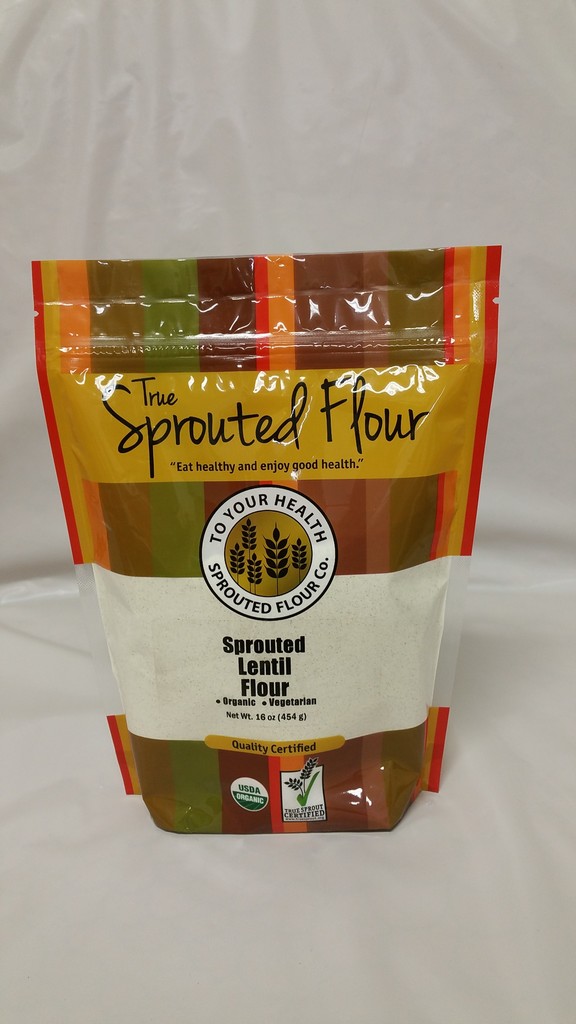 True
Sprouted Flour
"Eat healthy and enjoy good health."
TO YOUR HEALTH
SPROUTED FLOUR Co.
Sprouted
Lentil
Flour
• Organic • Vegetarian
Net Wt. 16 oz (454 g)
Quality Certified
USDA
ORGANIC
TRUE SPROUT
CERTIFIED